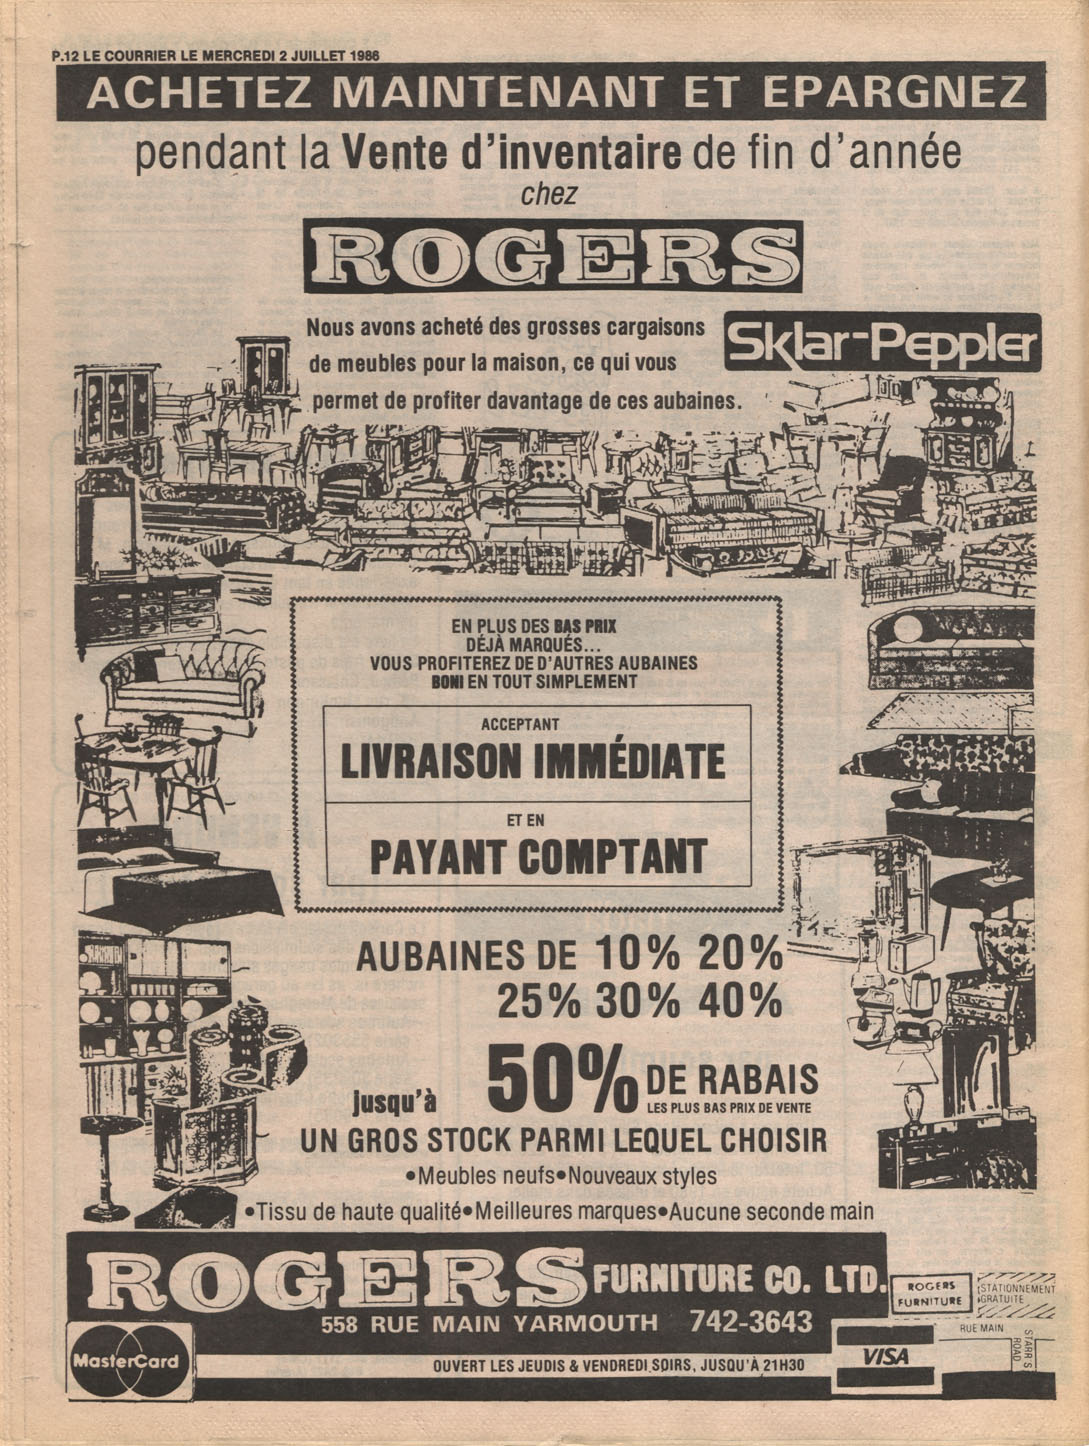 P.12 LE COURRIER LE MERCREDI 2 JUILLET 1986
ACHETEZ MAINTENANT ET EPARGNEZ
pendant la Vente d'inventaire de fin d'année
chez
ROGERS
Nous avons acheté des grosses cargaisons
de meubles pour la maison, ce qui vous
permet de profiter davantage de ces aubaines.
Sklar-Peppler
EN PLUS DES BAS PRIX
DÉJÀ MARQUÉS...
VOUS PROFITEREZ DE D'AUTRES AUBAINES
BONI EN TOUT SIMPLEMENT
ACCEPTANT
LIVRAISON IMMÉDIATE
ET EN
PAYANT COMPTANT
AUBAINES DE 10% 20%
25% 30% 40%
jusqu'à 50% DE RABAIS
LES PLUS BAS PRIX DE VENTE
UN GROS STOCK PARMI LEQUEL CHOISIR
•Meubles neufs•Nouveaux styles
•Tissu de haute qualité•Meilleures marques•Aucune seconde main
ROGERS FURNITURE CO. LTD.
558 RUE MAIN YARMOUTH 742-3643
OUVERT LES JEUDIS & VENDREDI SOIRS, JUSQU'À 21H30
MasterCard
VISA
ROGERS
FURNITURE
STATIONNEMENT
GRATUITE
RUE MAIN
STARR S
ROAD